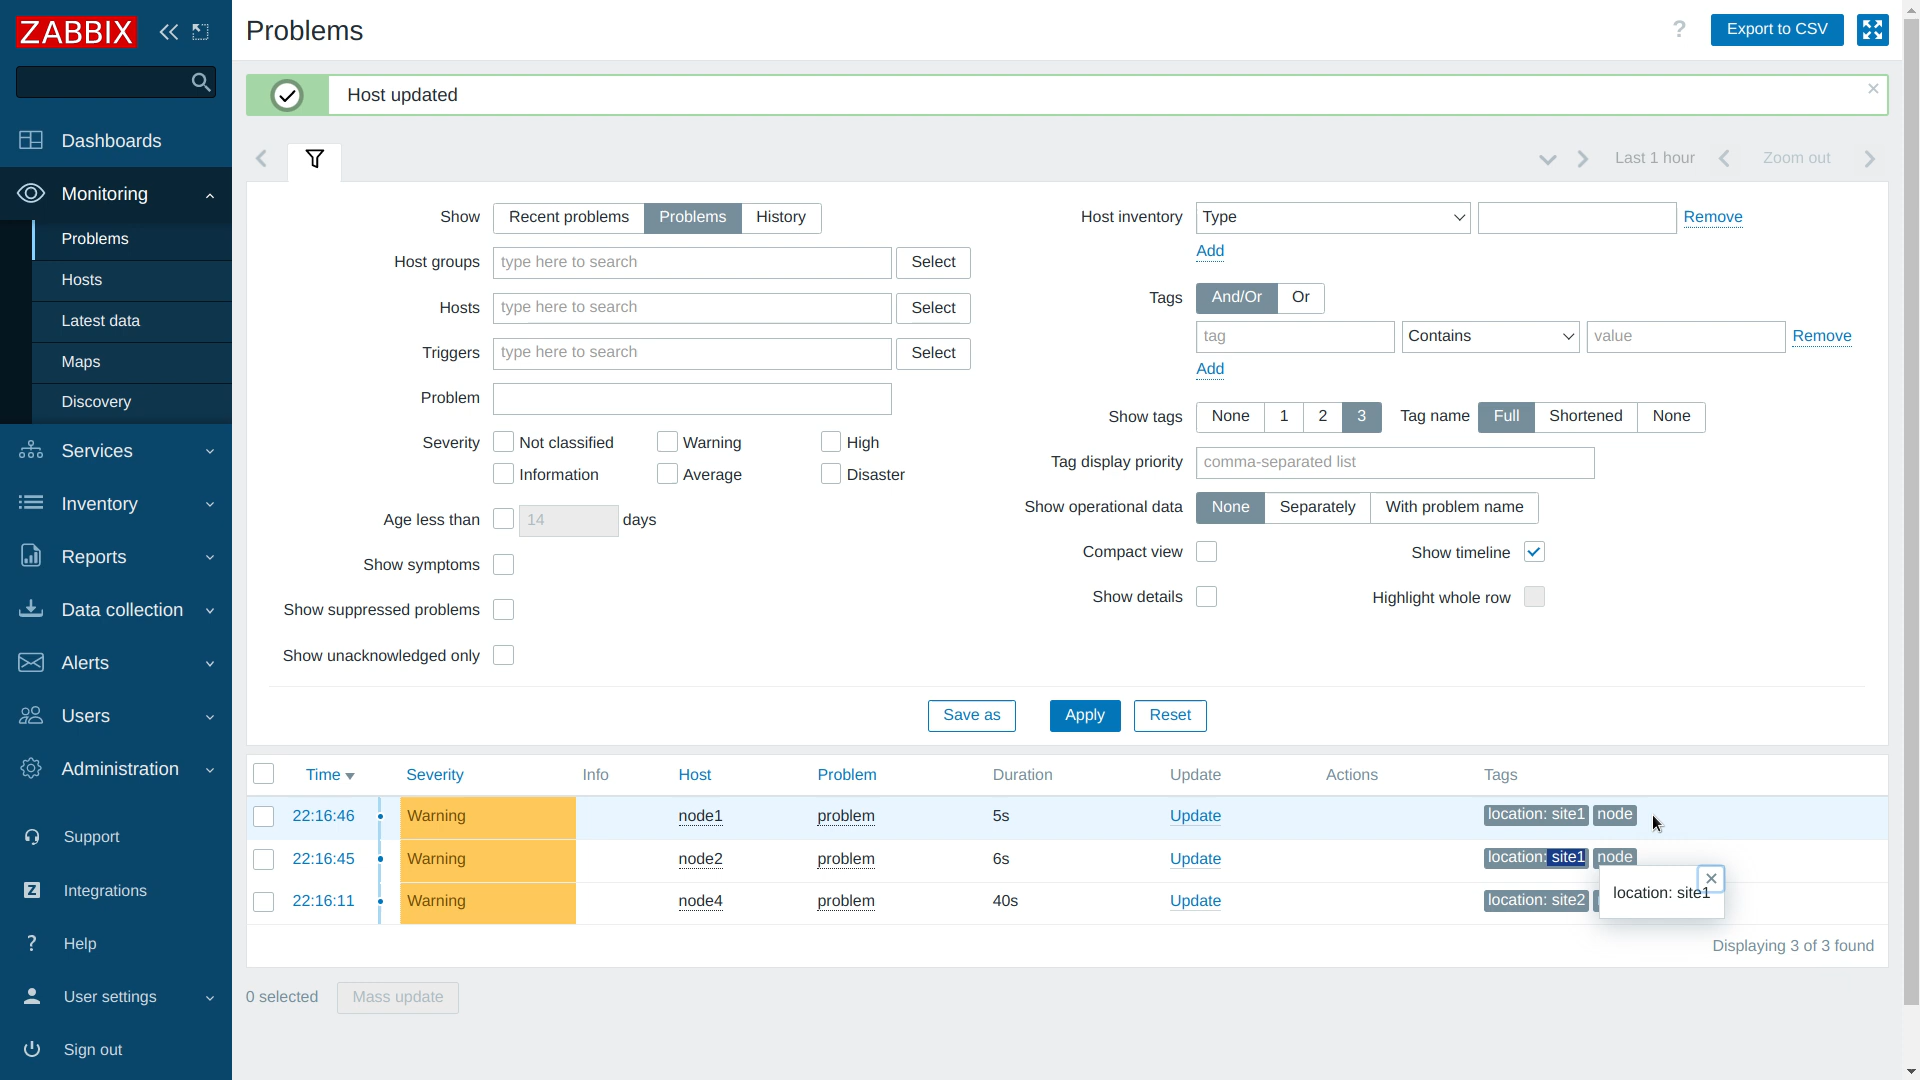 ZABBIX
Problems
? Export to CSV
Host updated
Dashboards
Monitoring
Problems
Hosts
Latest data
Maps
Discovery
Services
Inventory
Reports
Data collection
Alerts
Users
Administration
Support
Z Integrations
? Help
User settings
Sign out
Last 1 hour
Zoom out
Show Recent problems Problems History
Host groups type here to search Select
Hosts type here to search Select
Triggers type here to search Select
Problem
Severity Not classified Warning High
Information Average Disaster
Age less than 14 days
Show symptoms
Show suppressed problems
Show unacknowledged only
Host inventory Type Remove
Add
Tags And/Or Or
tag Contains value Remove
Add
Show tags None 1 2 3 Tag name Full Shortened None
Tag display priority comma-separated list
Show operational data None Separately With problem name
Compact view Show timeline
Show details Highlight whole row
Save as Apply Reset
Time Severity Info Host Problem Duration Update Actions Tags
22:16:46 Warning node1 problem 5s Update location: site1 node
22:16:45 Warning node2 problem 6s Update location: site1 node
22:16:11 Warning node4 problem 40s Update location: site2
location: site1
Displaying 3 of 3 found
0 selected Mass update